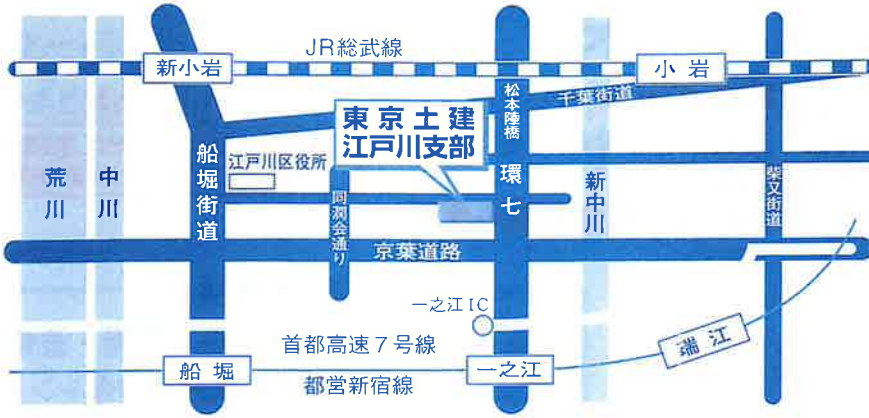 JR総武線
新小岩
小岩
千葉街道
松本陸橋
東京土建
江戸川支部
江戸川区役所
船堀街道
環七
荒川
中川
新中川
柴又街道
同潤会通り
京葉道路
一之江IC
首都高速7号線
瑞江
船堀
一之江
都営新宿線